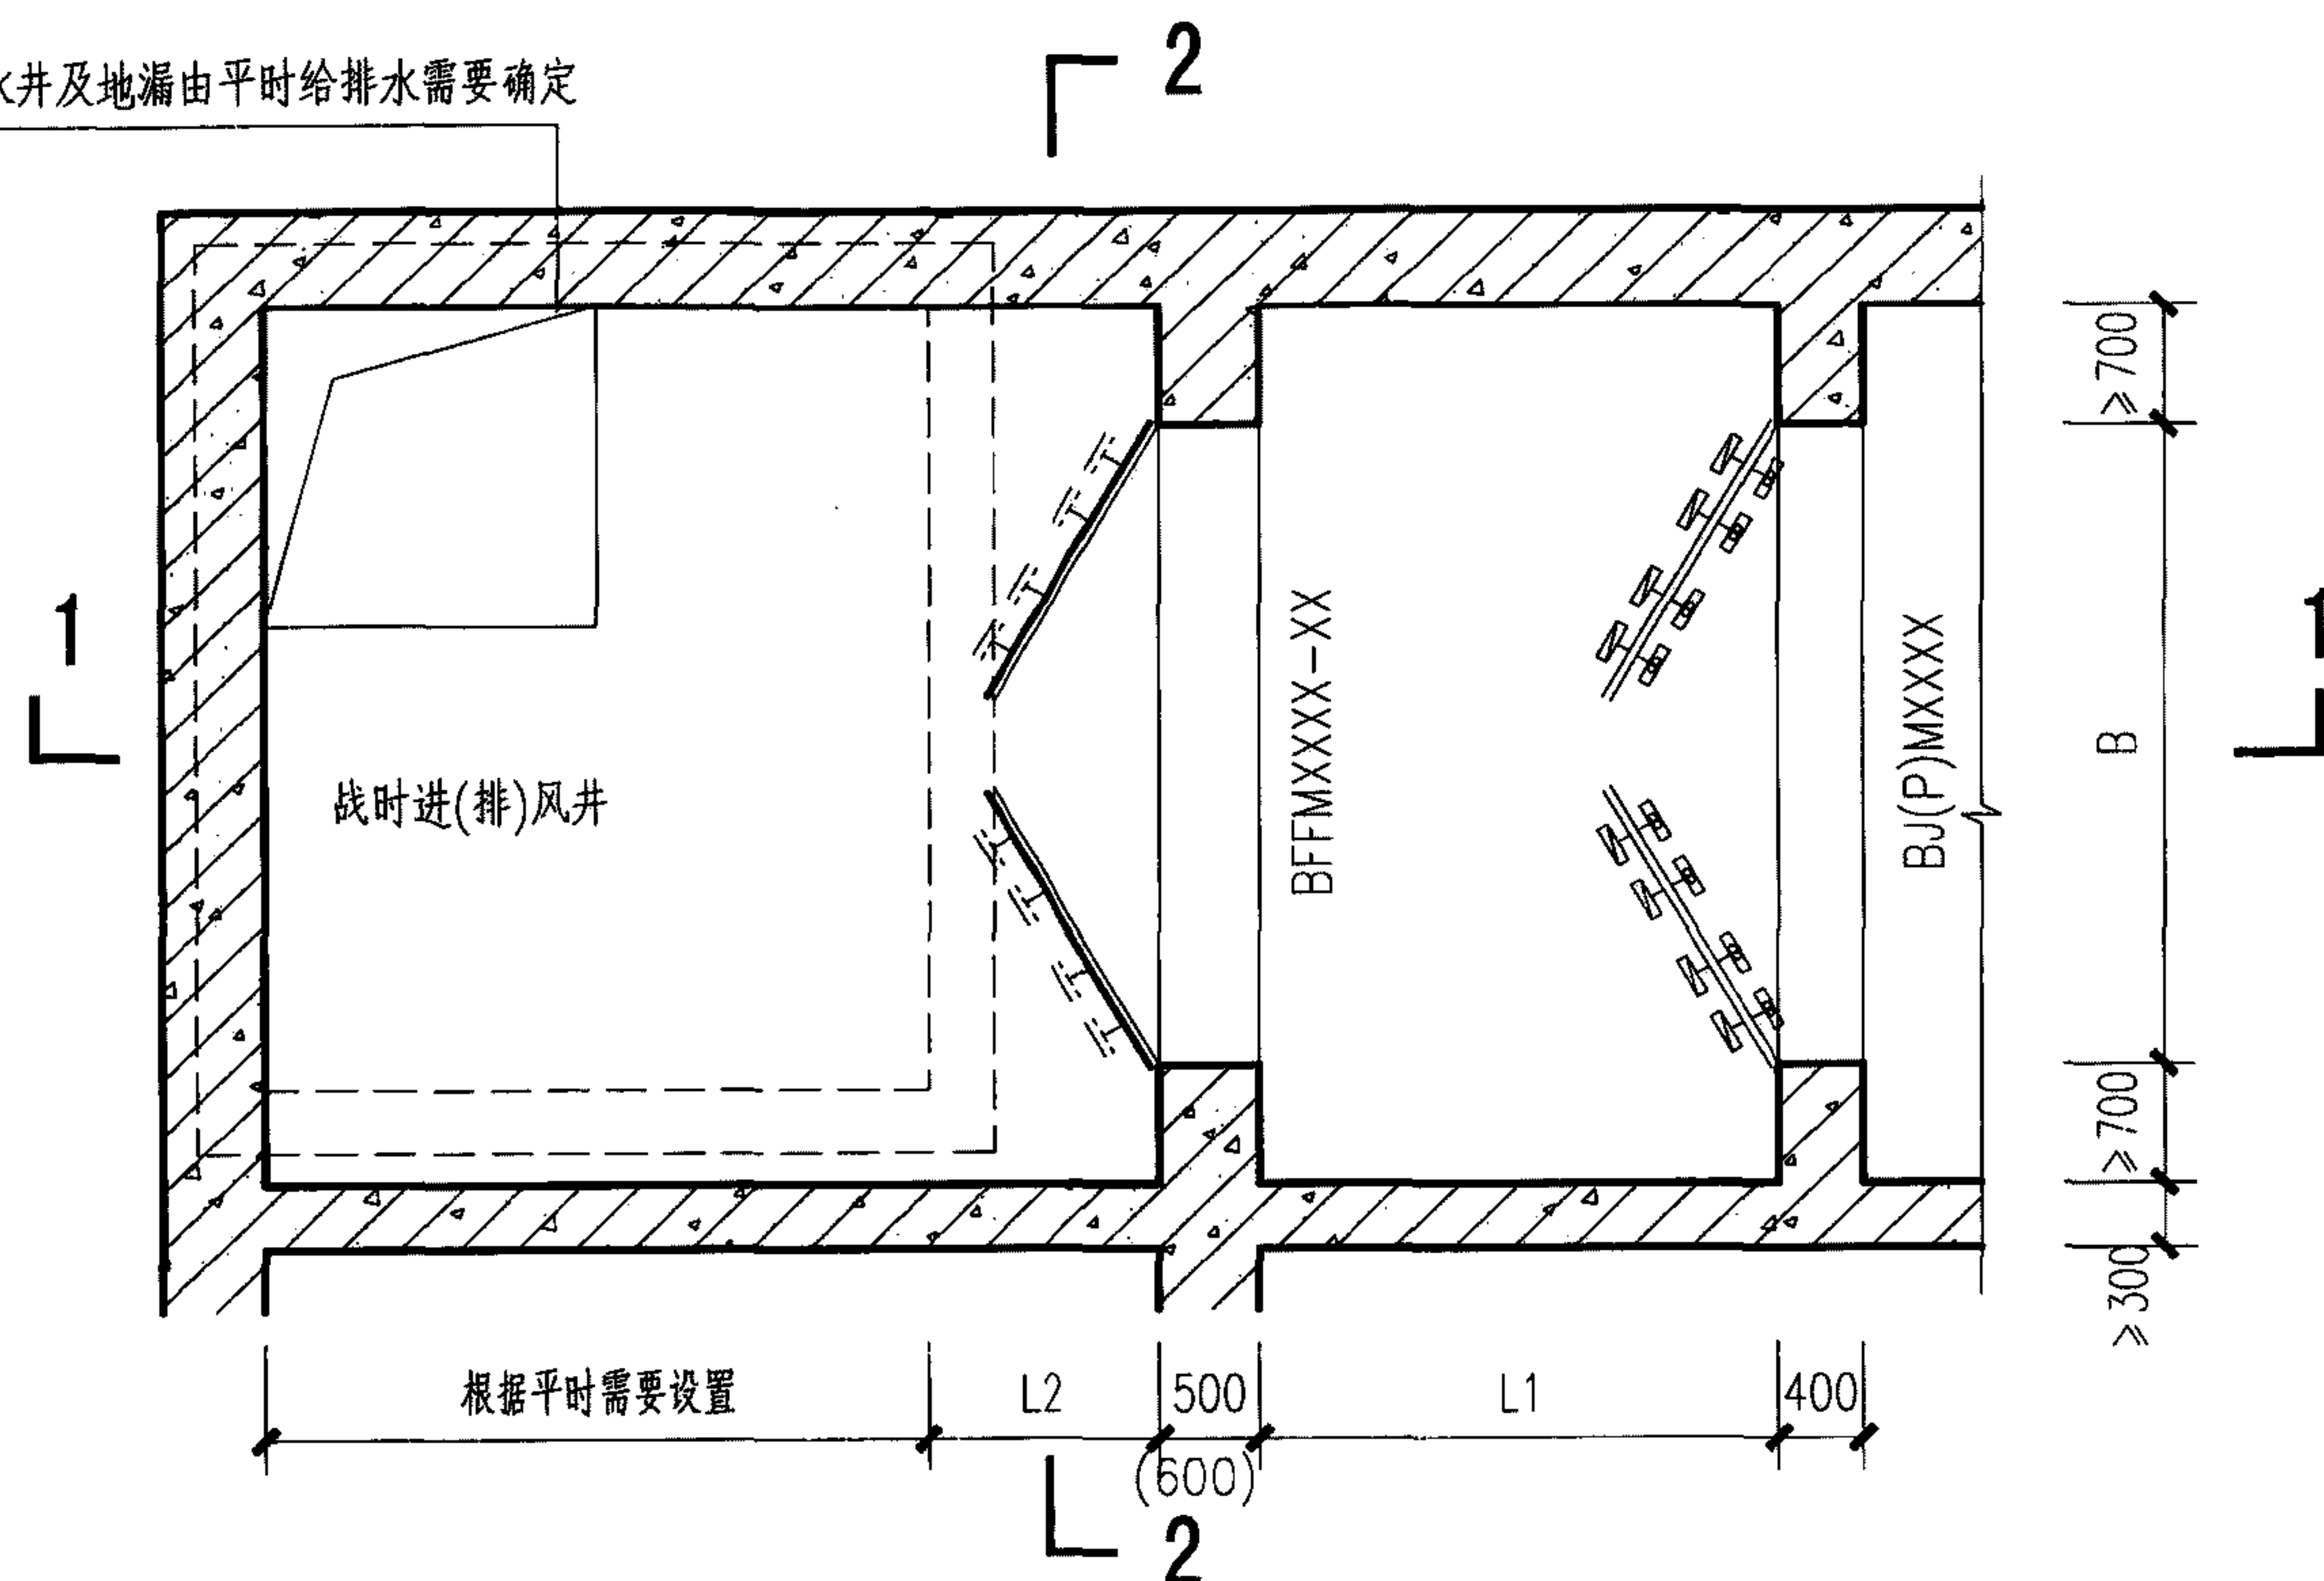 井及地漏由平时给排水需要确定
2
≥700
1
1
BFFMXXXX-XX
BJ(P)MXXXX
B
战时进(排)风井
≥700
≥300
根据平时需要设置
L2
500
L1
400
(600)
2